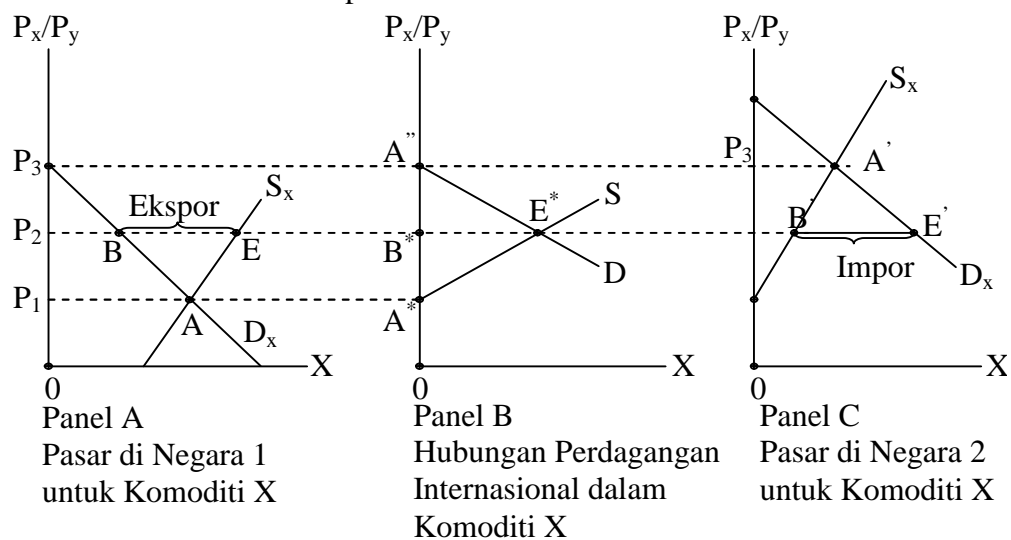 Px/Py
P3
P2
P1
Ekspor
B
E
A
Sx
Dx
X
0
Panel A
Pasar di Negara 1
untuk Komoditi X
Px/Py
A”
B*
A*
E*
S
D
X
0
Panel B
Hubungan Perdagangan
Internasional dalam
Komoditi X
Px/Py
P3
Sx
A’
B’
E’
Impor
Dx
X
0
Panel C
Pasar di Negara 2
untuk Komoditi X